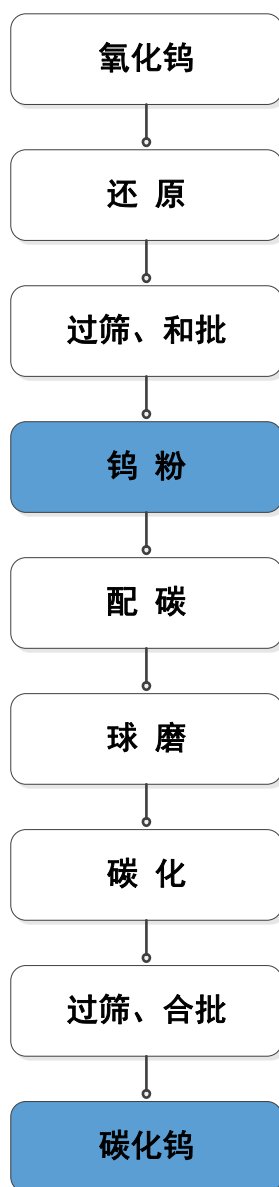 氧化钨
还 原
过筛、和批
钨 粉
配 碳
球 磨
碳 化
过筛、合批
碳化钨